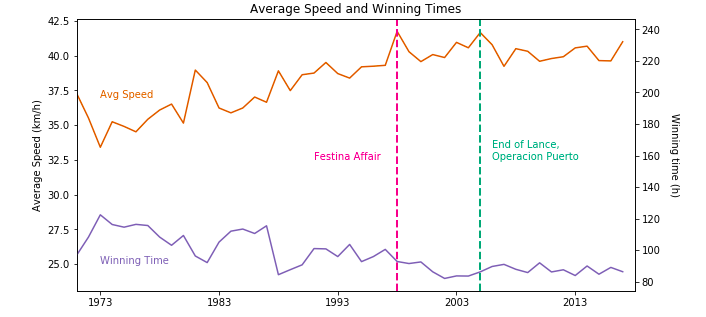 Average Speed and Winning Times
42.5
40.0
37.5
35.0
32.5
30.0
27.5
25.0
Average Speed (km/h)
Avg Speed
Winning Time
Festina Affair
End of Lance,
Operacion Puerto
240
220
200
180
160
140
120
100
80
Winning time (h)
1973
1983
1993
2003
2013